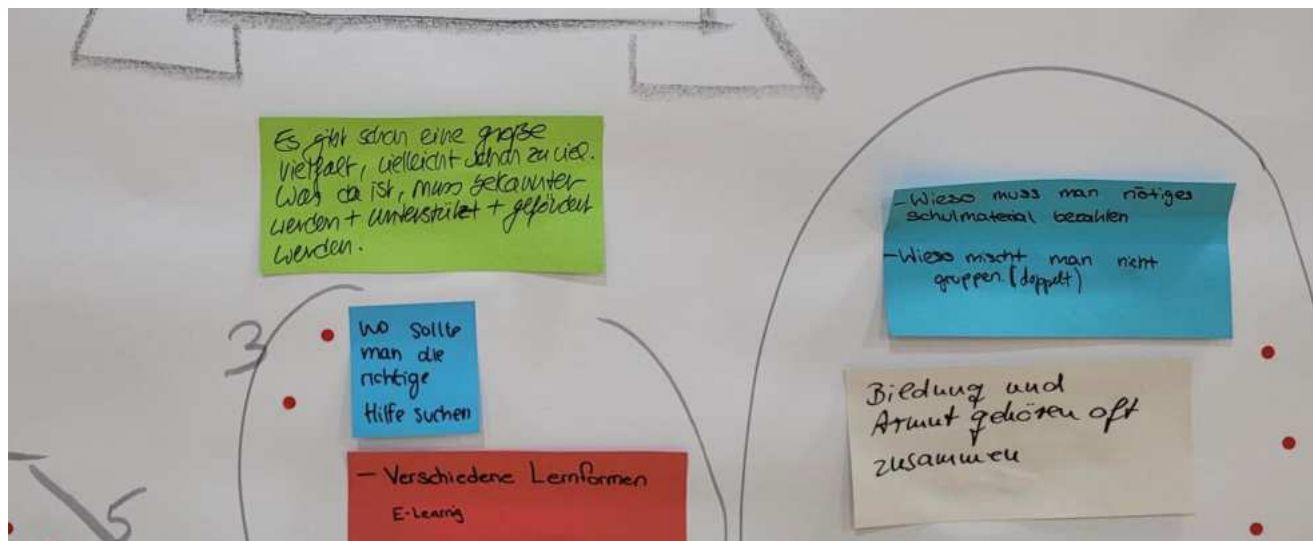 Es gibt schon eine große
Vielfalt, vielleicht schon zu viel.
Was da ist, muss bekannter
werden + unterstützt + gefördert
werden.
- Wieso muss man nötiges
schulmaterial bezahlen
- Wieso mischt man nicht
gruppen. (doppelt)
3
Wo sollte
man die
richtige
Hilfe suchen
Bildung und
Armut gehören oft
zusammen
- Verschiedene Lernformen
E-Learnig
5